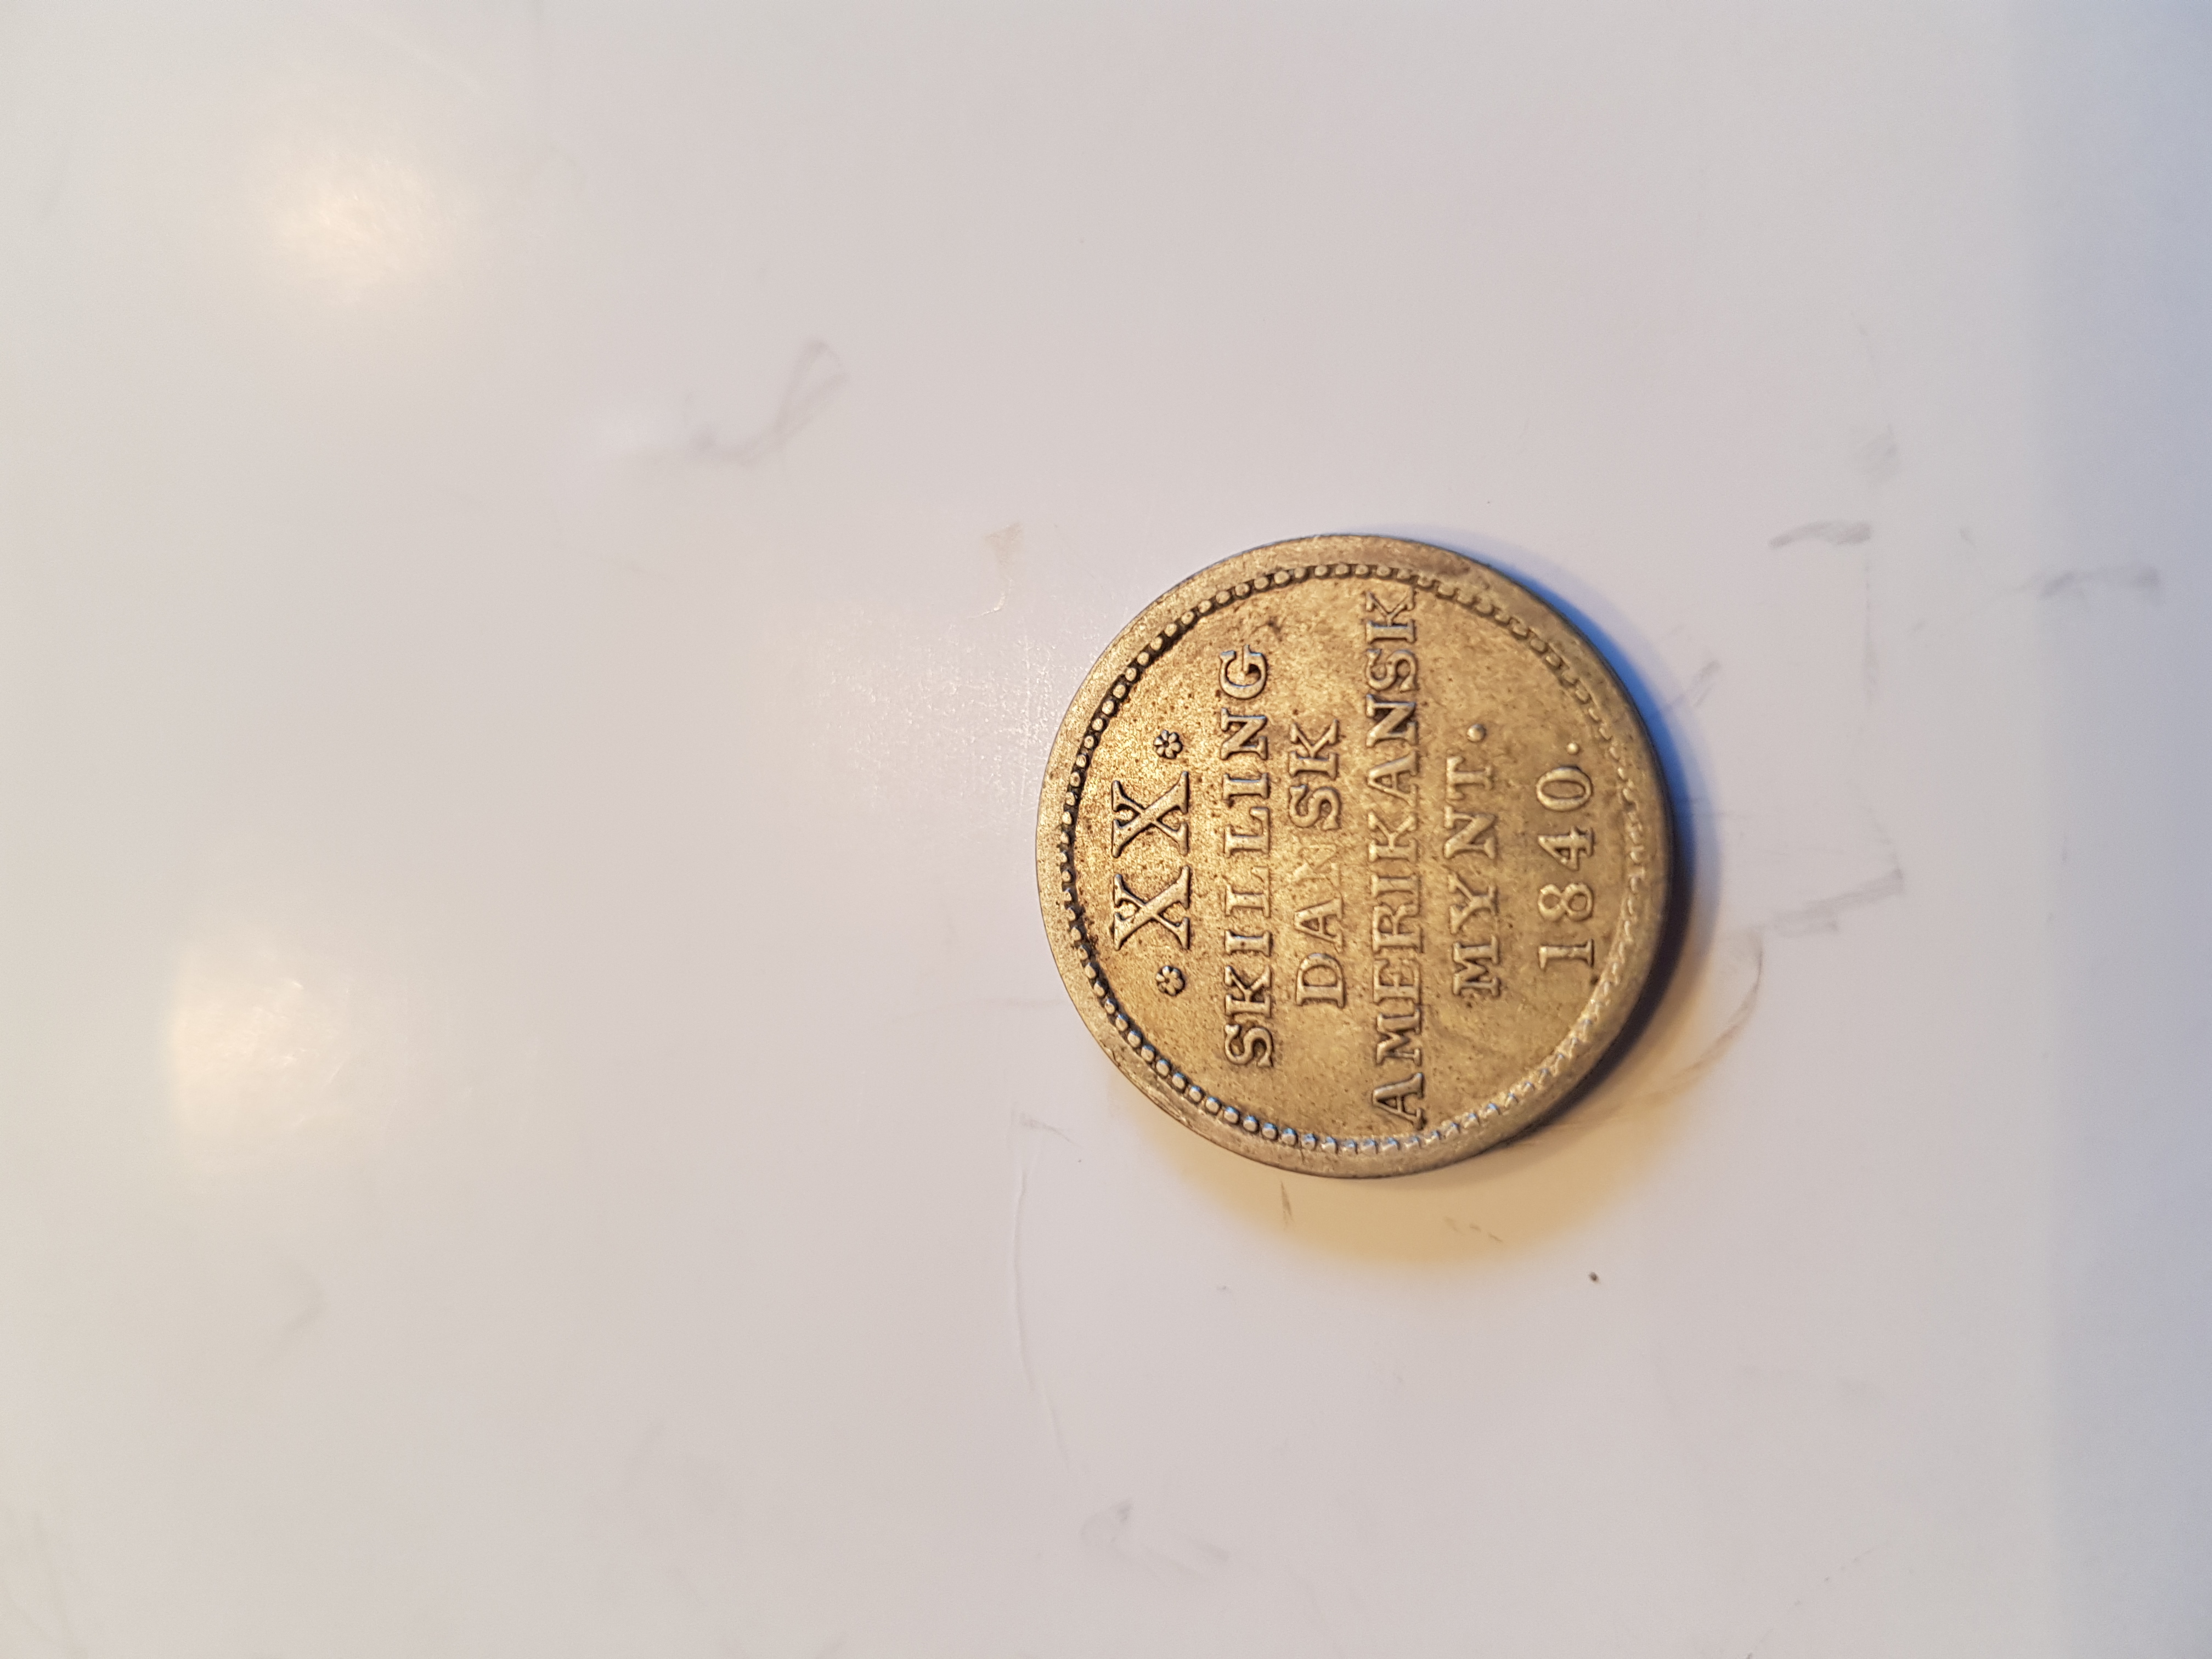 XX
SKILLING
DANSK
AMERIKANSK
MYNT.
1840.